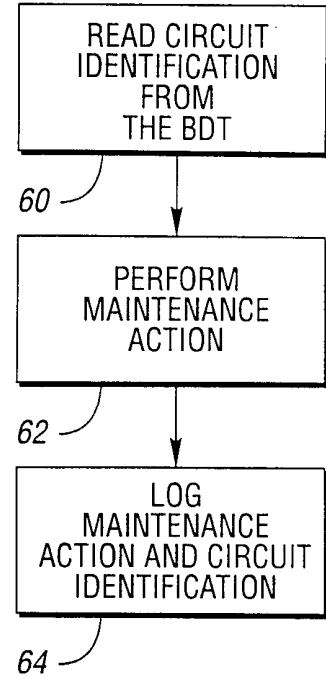 READ CIRCUIT
IDENTIFICATION
FROM
THE BDT
60
PERFORM
MAINTENANCE
ACTION
62
LOG
MAINTENANCE
ACTION AND CIRCUIT
IDENTIFICATION
64